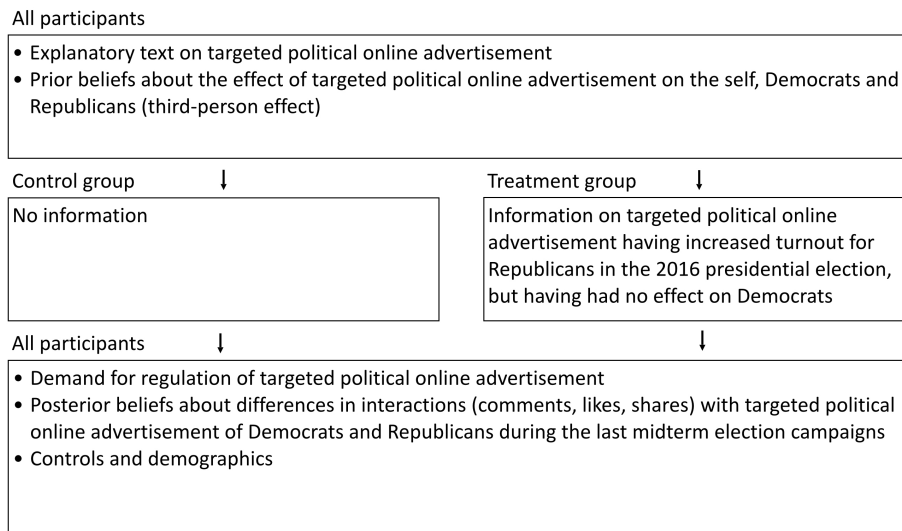 All participants
• Explanatory text on targeted political online advertisement
• Prior beliefs about the effect of targeted political online advertisement on the self, Democrats and
Republicans (third-person effect)
Control group
No information
Treatment group
Information on targeted political online
advertisement having increased turnout for
Republicans in the 2016 presidential election,
but having had no effect on Democrats
All participants
• Demand for regulation of targeted political online advertisement
• Posterior beliefs about differences in interactions (comments, likes, shares) with targeted political
online advertisement of Democrats and Republicans during the last midterm election campaigns
• Controls and demographics